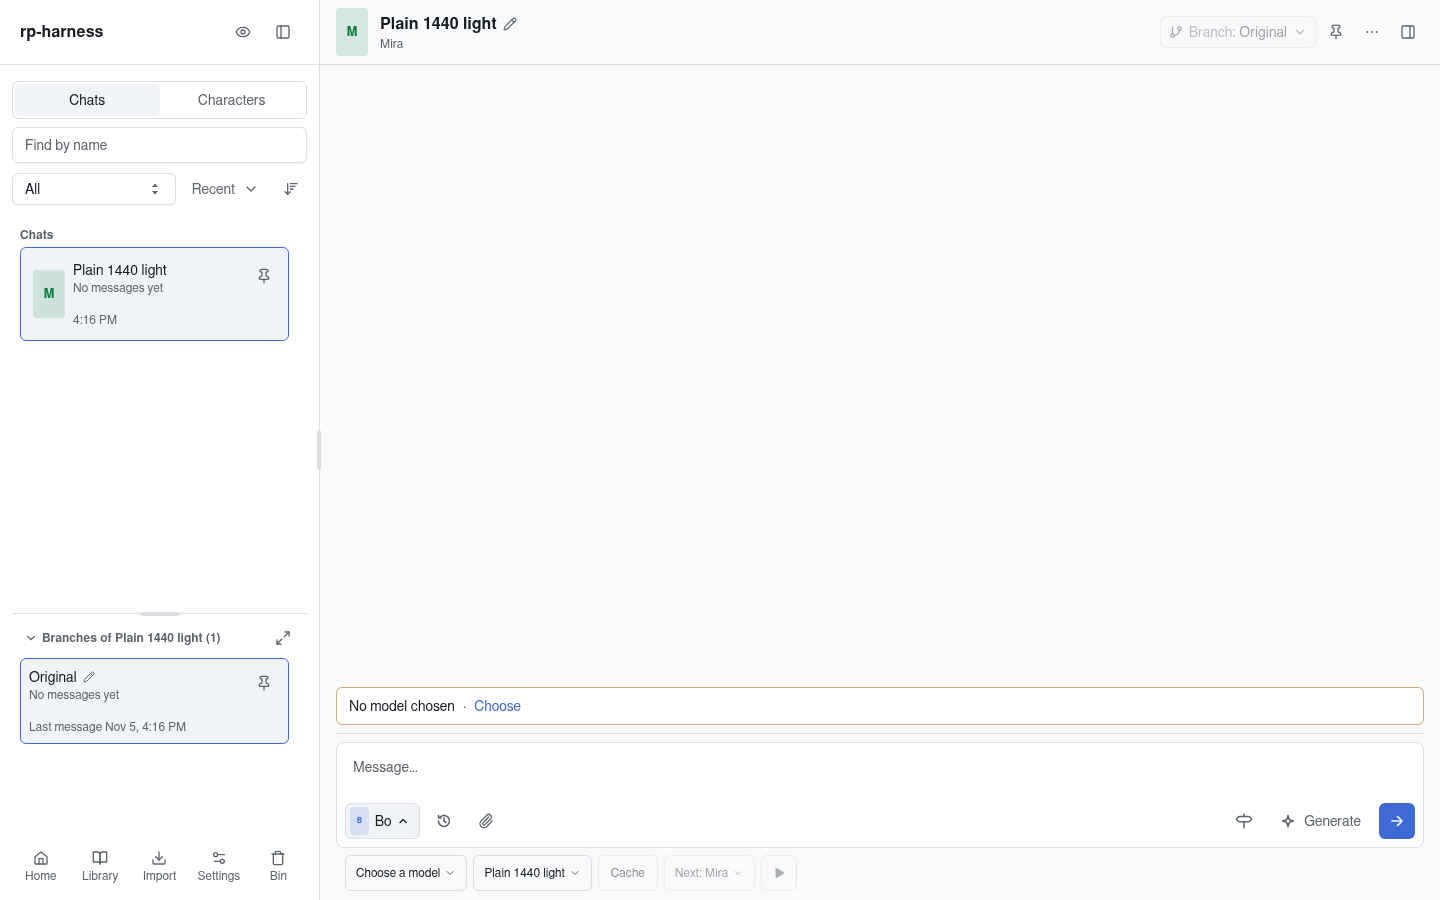 rp-harness
Chats
Characters
Find by name
All
Recent
Chats
M
Plain 1440 light
No messages yet
4:16 PM
Branches of Plain 1440 light (1)
Original
No messages yet
Last message Nov 5, 4:16 PM
Home
Library
Import
Settings
Bin
M
Plain 1440 light
Mira
Branch: Original
No model chosen · Choose
Message...
B
Bo
Generate
Choose a model
Plain 1440 light
Cache
Next: Mira